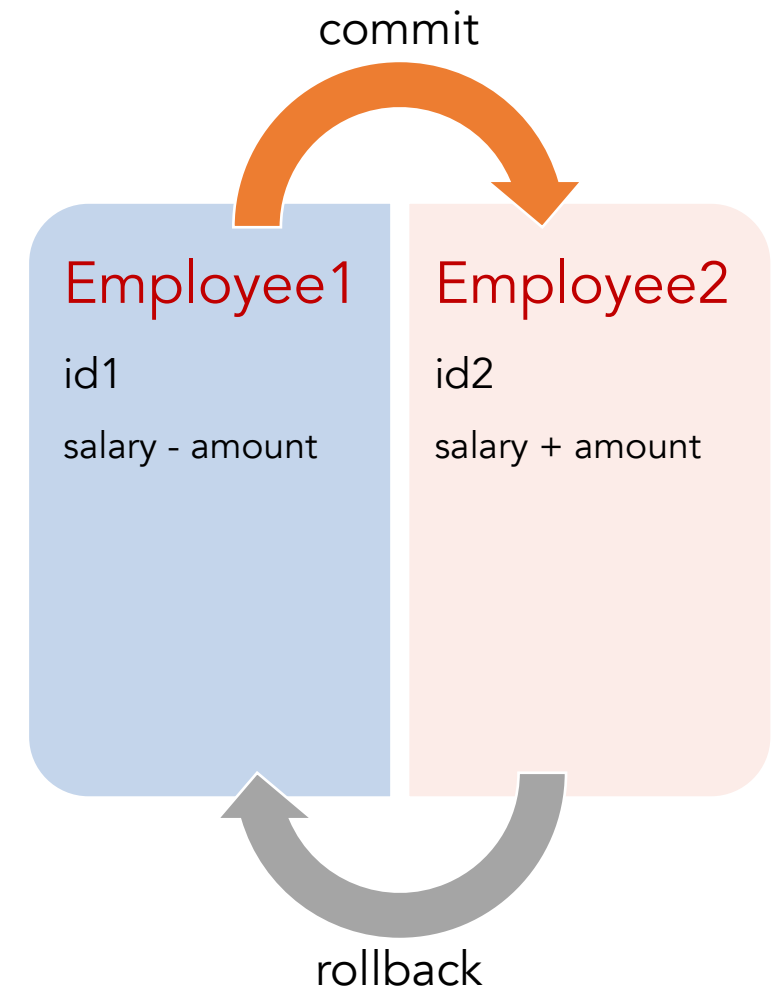 commit
Employee1
id1
salary - amount
Employee2
id2
salary + amount
rollback